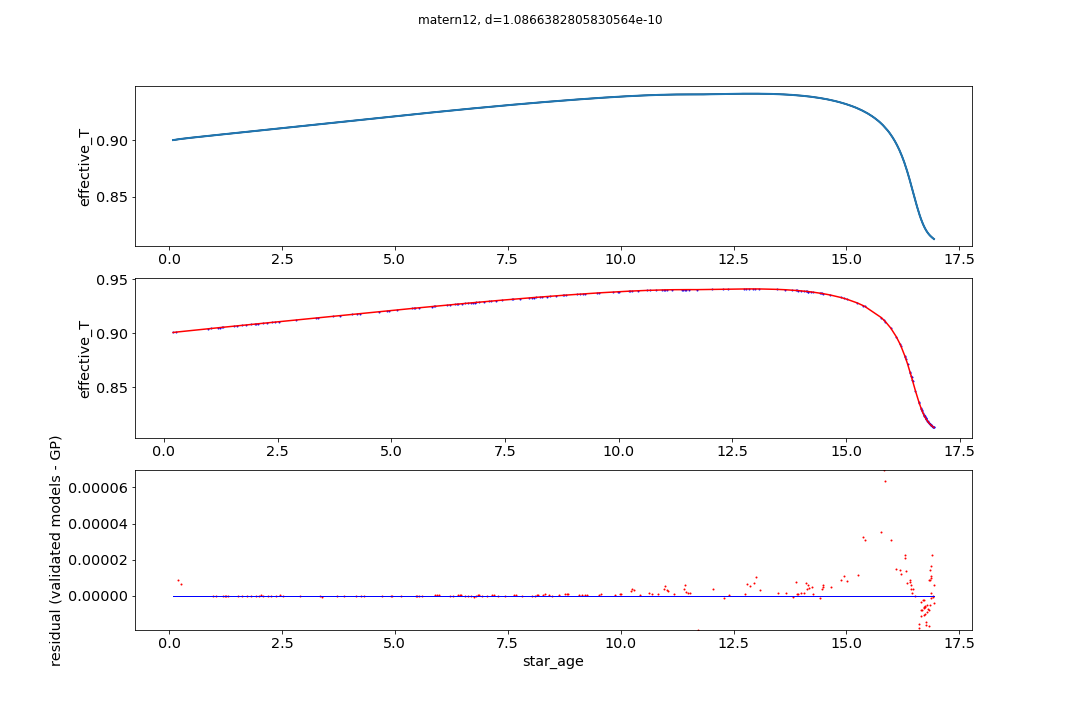 matern12, d=1.0866382805830564e-10
effective_T
0.90
0.85
0.0 2.5 5.0 7.5 10.0 12.5 15.0 17.5
effective_T
0.95
0.90
0.85
0.0 2.5 5.0 7.5 10.0 12.5 15.0 17.5
residual (validated models - GP)
0.00006
0.00004
0.00002
0.00000
0.0 2.5 5.0 7.5 10.0 12.5 15.0 17.5
star_age